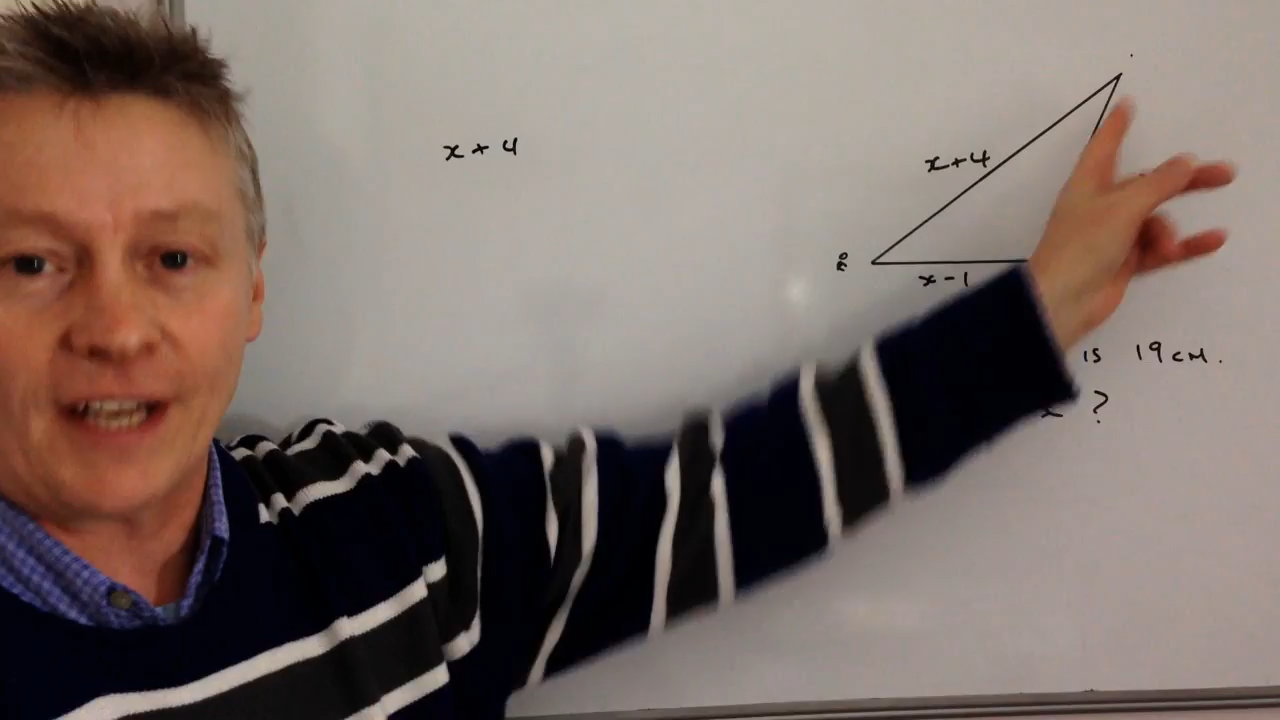 x + 4
x+4
x-1
is 19cm.
x ?